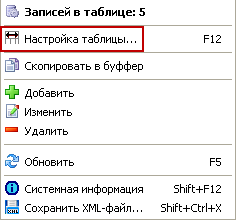 Записей в таблице: 5
Настройка таблицы... F12
Скопировать в буфер
Добавить
Изменить
Удалить
Обновить F5
Системная информация Shift+F12
Сохранить XML-файл... Shift+Ctrl+X